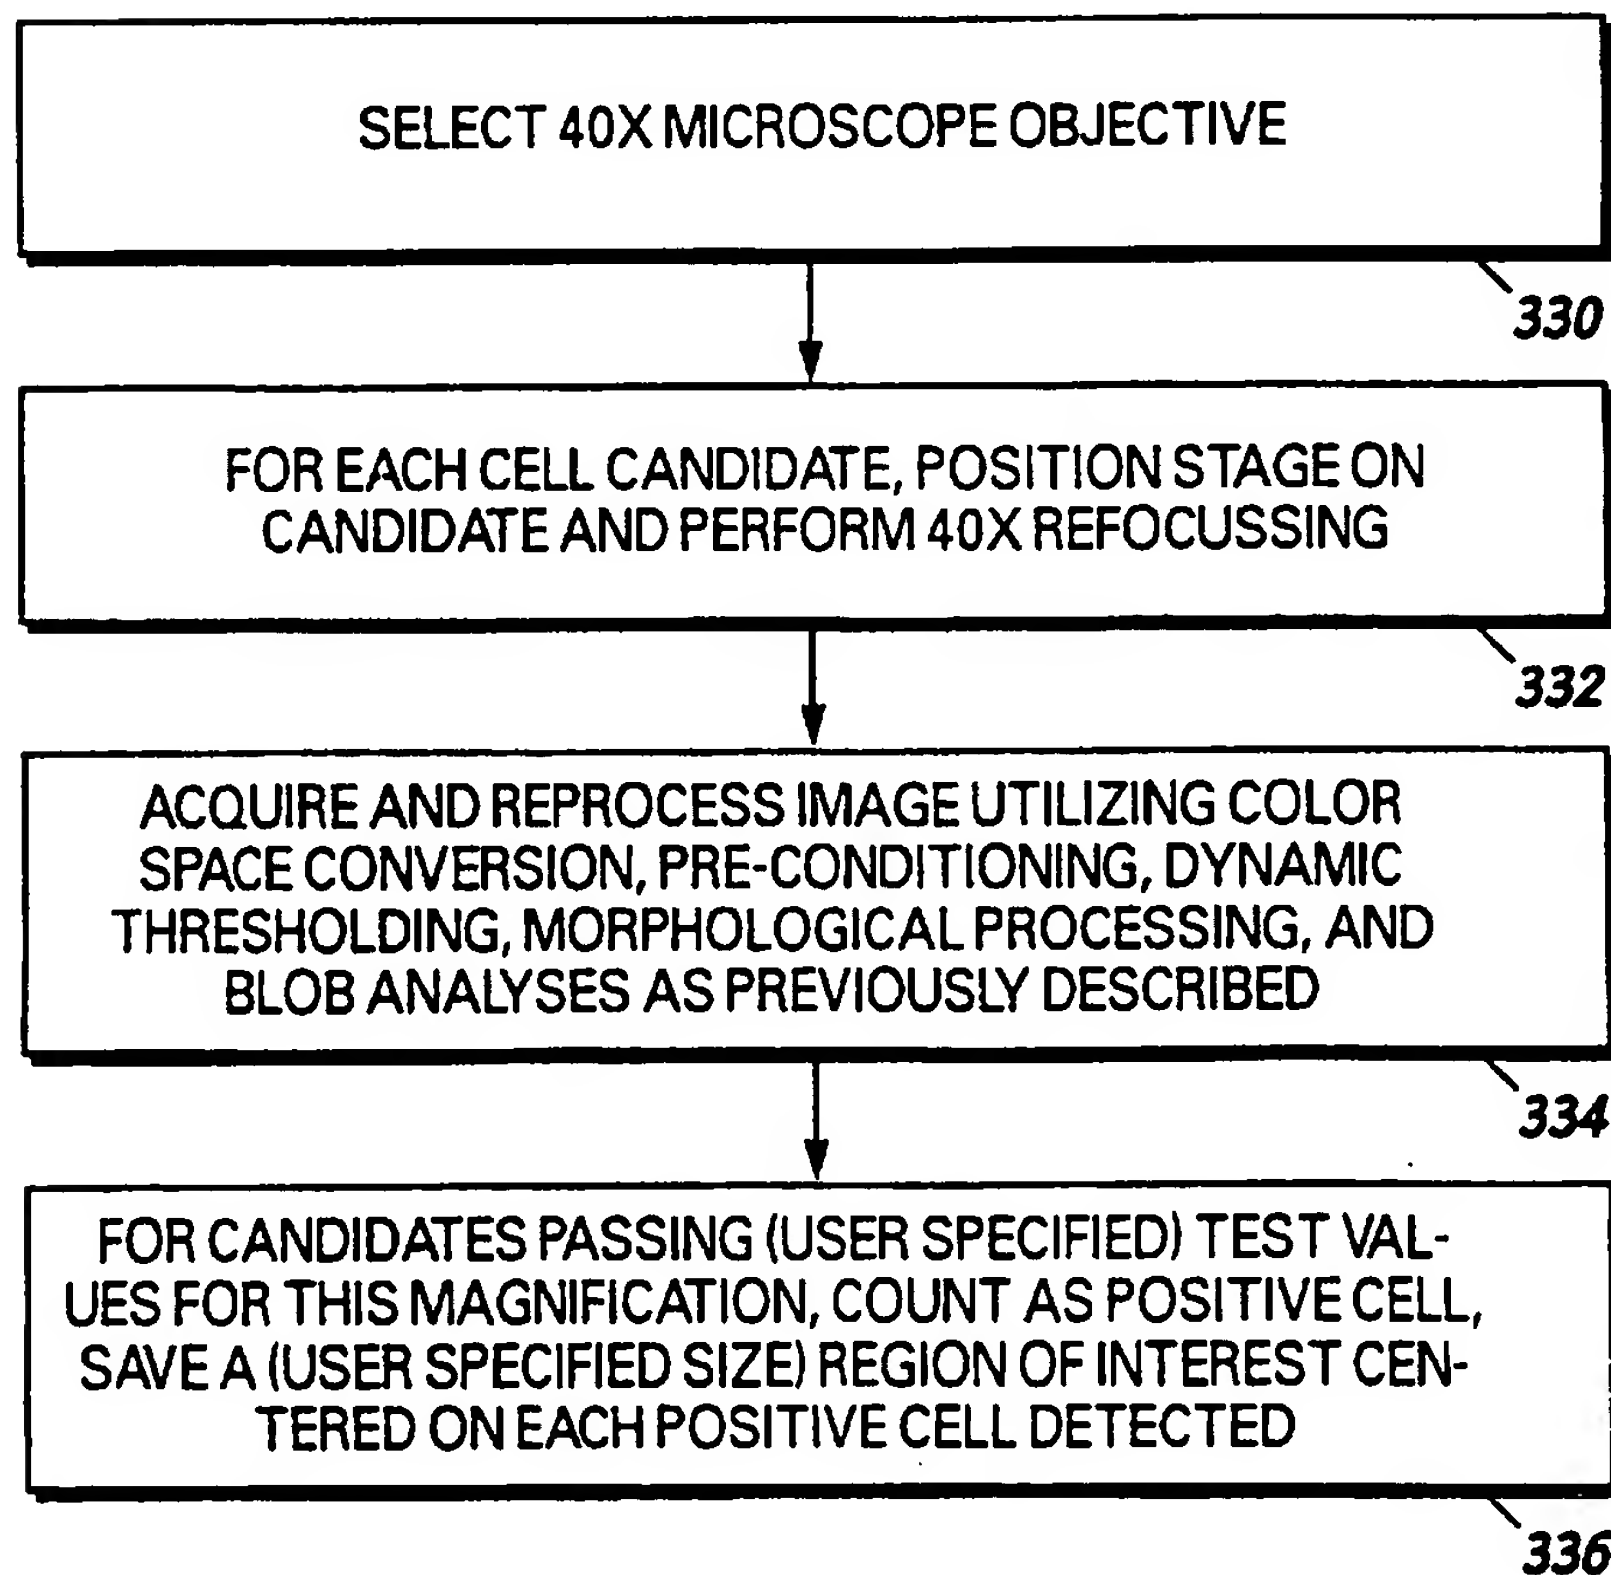 SELECT 40X MICROSCOPE OBJECTIVE
330
FOR EACH CELL CANDIDATE, POSITION STAGE ON
CANDIDATE AND PERFORM 40X REFOCUSSING
332
ACQUIRE AND REPROCESS IMAGE UTILIZING COLOR
SPACE CONVERSION, PRE-CONDITIONING, DYNAMIC
THRESHOLDING, MORPHOLOGICAL PROCESSING, AND
BLOB ANALYSES AS PREVIOUSLY DESCRIBED
334
FOR CANDIDATES PASSING (USER SPECIFIED) TEST VAL-
UES FOR THIS MAGNIFICATION, COUNT AS POSITIVE CELL,
SAVE A (USER SPECIFIED SIZE) REGION OF INTEREST CEN-
TERED ON EACH POSITIVE CELL DETECTED
336